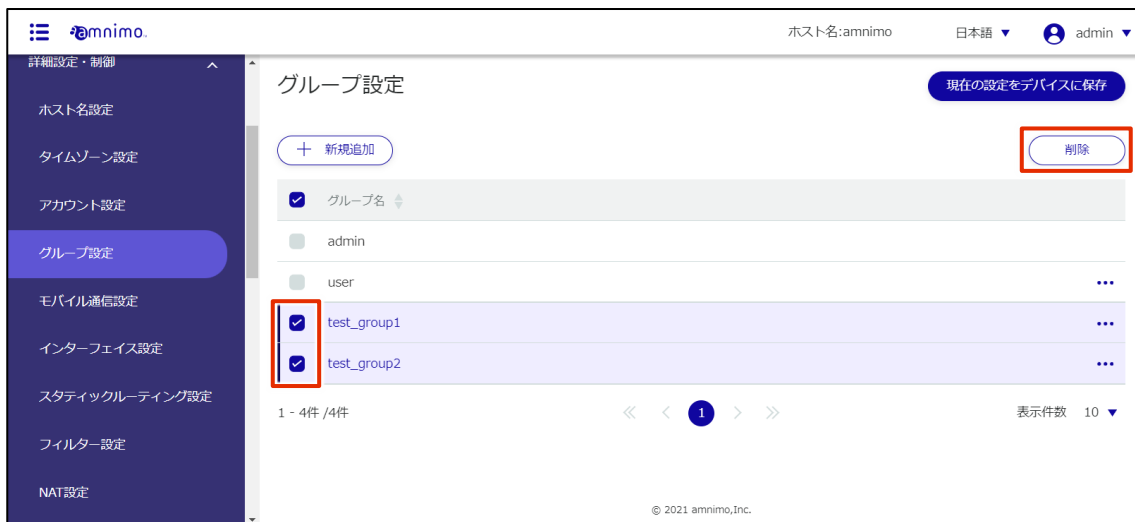 amnimo.
ホスト名:amnimo
日本語 ▼
admin ▼
詳細設定・制御
ホスト名設定
タイムゾーン設定
アカウント設定
グループ設定
モバイル通信設定
インターフェイス設定
スタティックルーティング設定
フィルター設定
NAT設定
グループ設定
現在の設定をデバイスに保存
＋ 新規追加
削除
グループ名
admin
user
test_group1
test_group2
1 - 4件 /4件
1
表示件数 10 ▼
© 2021 amnimo,Inc.